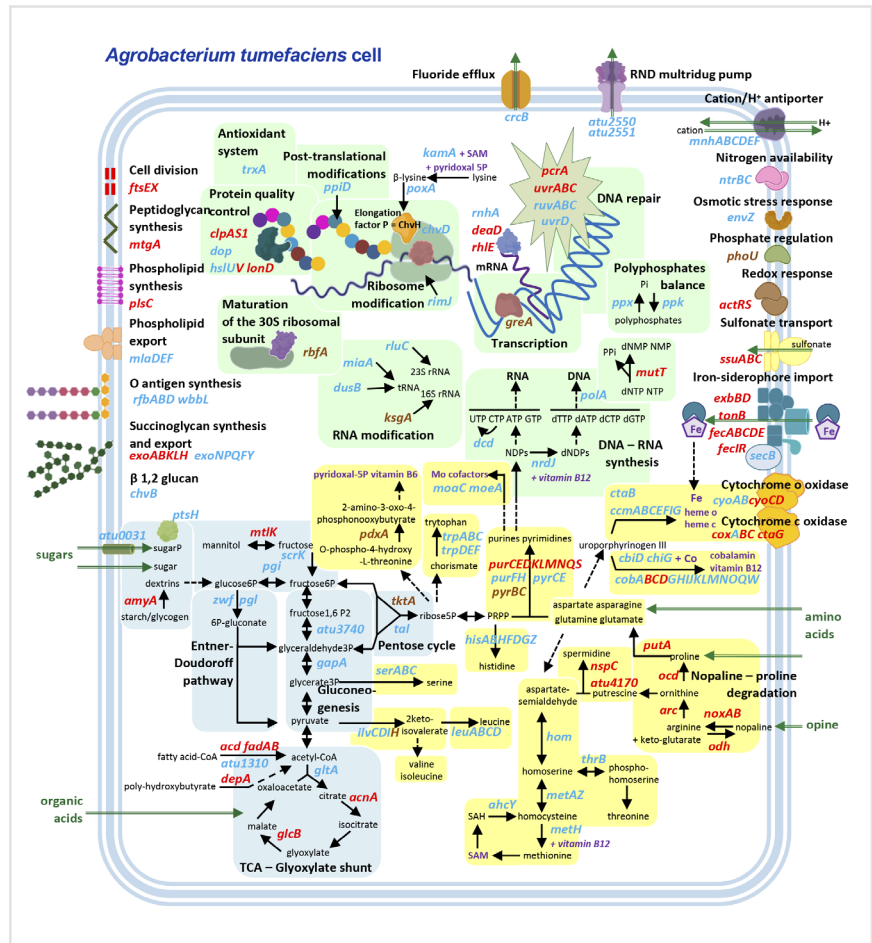 Agrobacterium tumefaciens cell
Fluoride efflux
crcB
RND multridug pump
atu2550
atu2551
Cation/H+ antiporter
H+
cation
mnhABCDEF
Nitrogen availability
ntrBC
Osmotic stress response
envZ
Phosphate regulation
phoU
Redox response
actRS
Sulfonate transport
sulfonate
ssuABC
Iron-siderophore import
exbBD
tonB
fecABCDE
fecIR
secB
Fe
Fe
Cytochrome o oxidase
cyoABcyoCD
Cytochrome c oxidase
coxABC ctaG
Cell division
ftsEX
Peptidoglycan
synthesis
mtgA
Phospholipid
synthesis
plsC
Phospholipid
export
mlaDEF
O antigen synthesis
rfbABD wbbL
Succinoglycan synthesis
and export
exoABKLH exoNPQFY
β 1,2 glucan
chvB
Antioxidant
system
trxA
Post-translational
modifications
ppiD
kamA + SAM
+ pyridoxal 5P
β-lysine
lysine
poxA
Protein quality
control
clpAS1
dop
hslUV lonD
Elongation
factor P = ChvH
chvD
Ribosome
modification
rimJ
rnhA
deaD
rhlE
mRNA
pcrA
uvrABC
ruvABC
uvrD
DNA repair
greA
Transcription
Polyphosphates
balance
Pi
ppx
ppk
polyphosphates
Maturation
of the 30S ribosomal
subunit
rbfA
rluC
23S rRNA
miaA
tRNA
dusB
16S rRNA
ksgA
RNA modification
dNMP NMP
PPi
mutT
dNTP NTP
RNA
DNA
polA
UTP CTP ATP GTP
dTTP dATP dCTP dGTP
dcd
NDPs
dNDPs
nrdJ
+ vitamin B12
DNA – RNA
synthesis
pyridoxal-5P vitamin B6
2-amino-3-oxo-4-
phosphonooxybutyrate
pdxA
O-phospho-4-hydroxy
-L-threonine
Mo cofactors
moaC moeA
trytophan
trpABC
trpDEF
chorismate
purines pyrimidines
purCEDKLMNQS
purFH pyrCE
pyrBC
ctaB
ccmABCEFIG
Fe
heme o
heme c
uroporphyrinogen III
cbiD chiG + Co
cobalamin
vitamin B12
cobABCDGHIJKLMNOQW
sugars
atu0031
ptsH
sugarP
sugar
dextrins
amyA
starch/glycogen
mannitol
mtlK
fructose
scrK
pgi
glucose6P
fructose6P
zwf pgl
6P-gluconate
Entner-
Doudoroff
pathway
fructose1,6 P2
atu3740
glyceraldehyde3P
gapA
glycerate3P
Gluconeo-
genesis
pyruvate
tktA
tal
ribose5P
PRPP
Pentose cycle
hisABHFDGZ
histidine
serABC
serine
ilvCDIH
2keto-
isovalerate
leucine
leuABCD
valine
isoleucine
aspartate asparagine
glutamine glutamate
amino
acids
putA
proline
ocd
Nopaline – proline
degradation
spermidine
nspC
atu4170
putrescine
ornithine
arc
noxAB
arginine
nopaline
+ keto-glutarate
odh
opine
aspartate-
semialdehyde
hom
homoserine
thrB
phospho-
homoserine
threonine
metAZ
ahcY
SAH
homocysteine
metH
+ vitamin B12
SAM
methionine
acd fadAB
fatty acid-CoA
atu1310
acetyl-CoA
gltA
depA
poly-hydroxybutyrate
oxaloacetate
citrate
acnA
isocitrate
organic
acids
malate
glcB
glyoxylate
TCA – Glyoxylate shunt